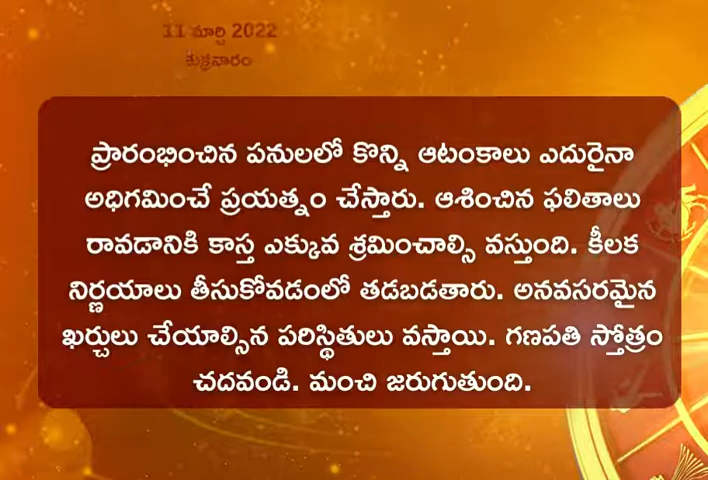 11 మార్చి 2022
శుక్రవారం
ప్రారంభించిన పనులలో కొన్ని ఆటంకాలు ఎదురైనా
అధిగమించే ప్రయత్నం చేస్తారు. ఆశించిన ఫలితాలు
రావడానికి కాస్త ఎక్కువ శ్రమించాల్సి వస్తుంది. కీలక
నిర్ణయాలు తీసుకోవడంలో తడబడతారు. అనవసరమైన
ఖర్చులు చేయాల్సిన పరిస్థితులు వస్తాయి. గణపతి స్తోత్రం
చదవండి. మంచి జరుగుతుంది.